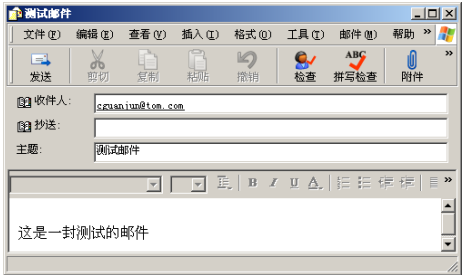 测试邮件
文件(F) 编辑(E) 查看(V) 插入(I) 格式(O) 工具(T) 邮件(M) 帮助 »
发送 剪切 复制 粘贴 撤销 检查 拼写检查 附件 »
收件人: cguanjun@tom.com
抄送:
主题: 测试邮件
B I U A »
这是一封测试的邮件